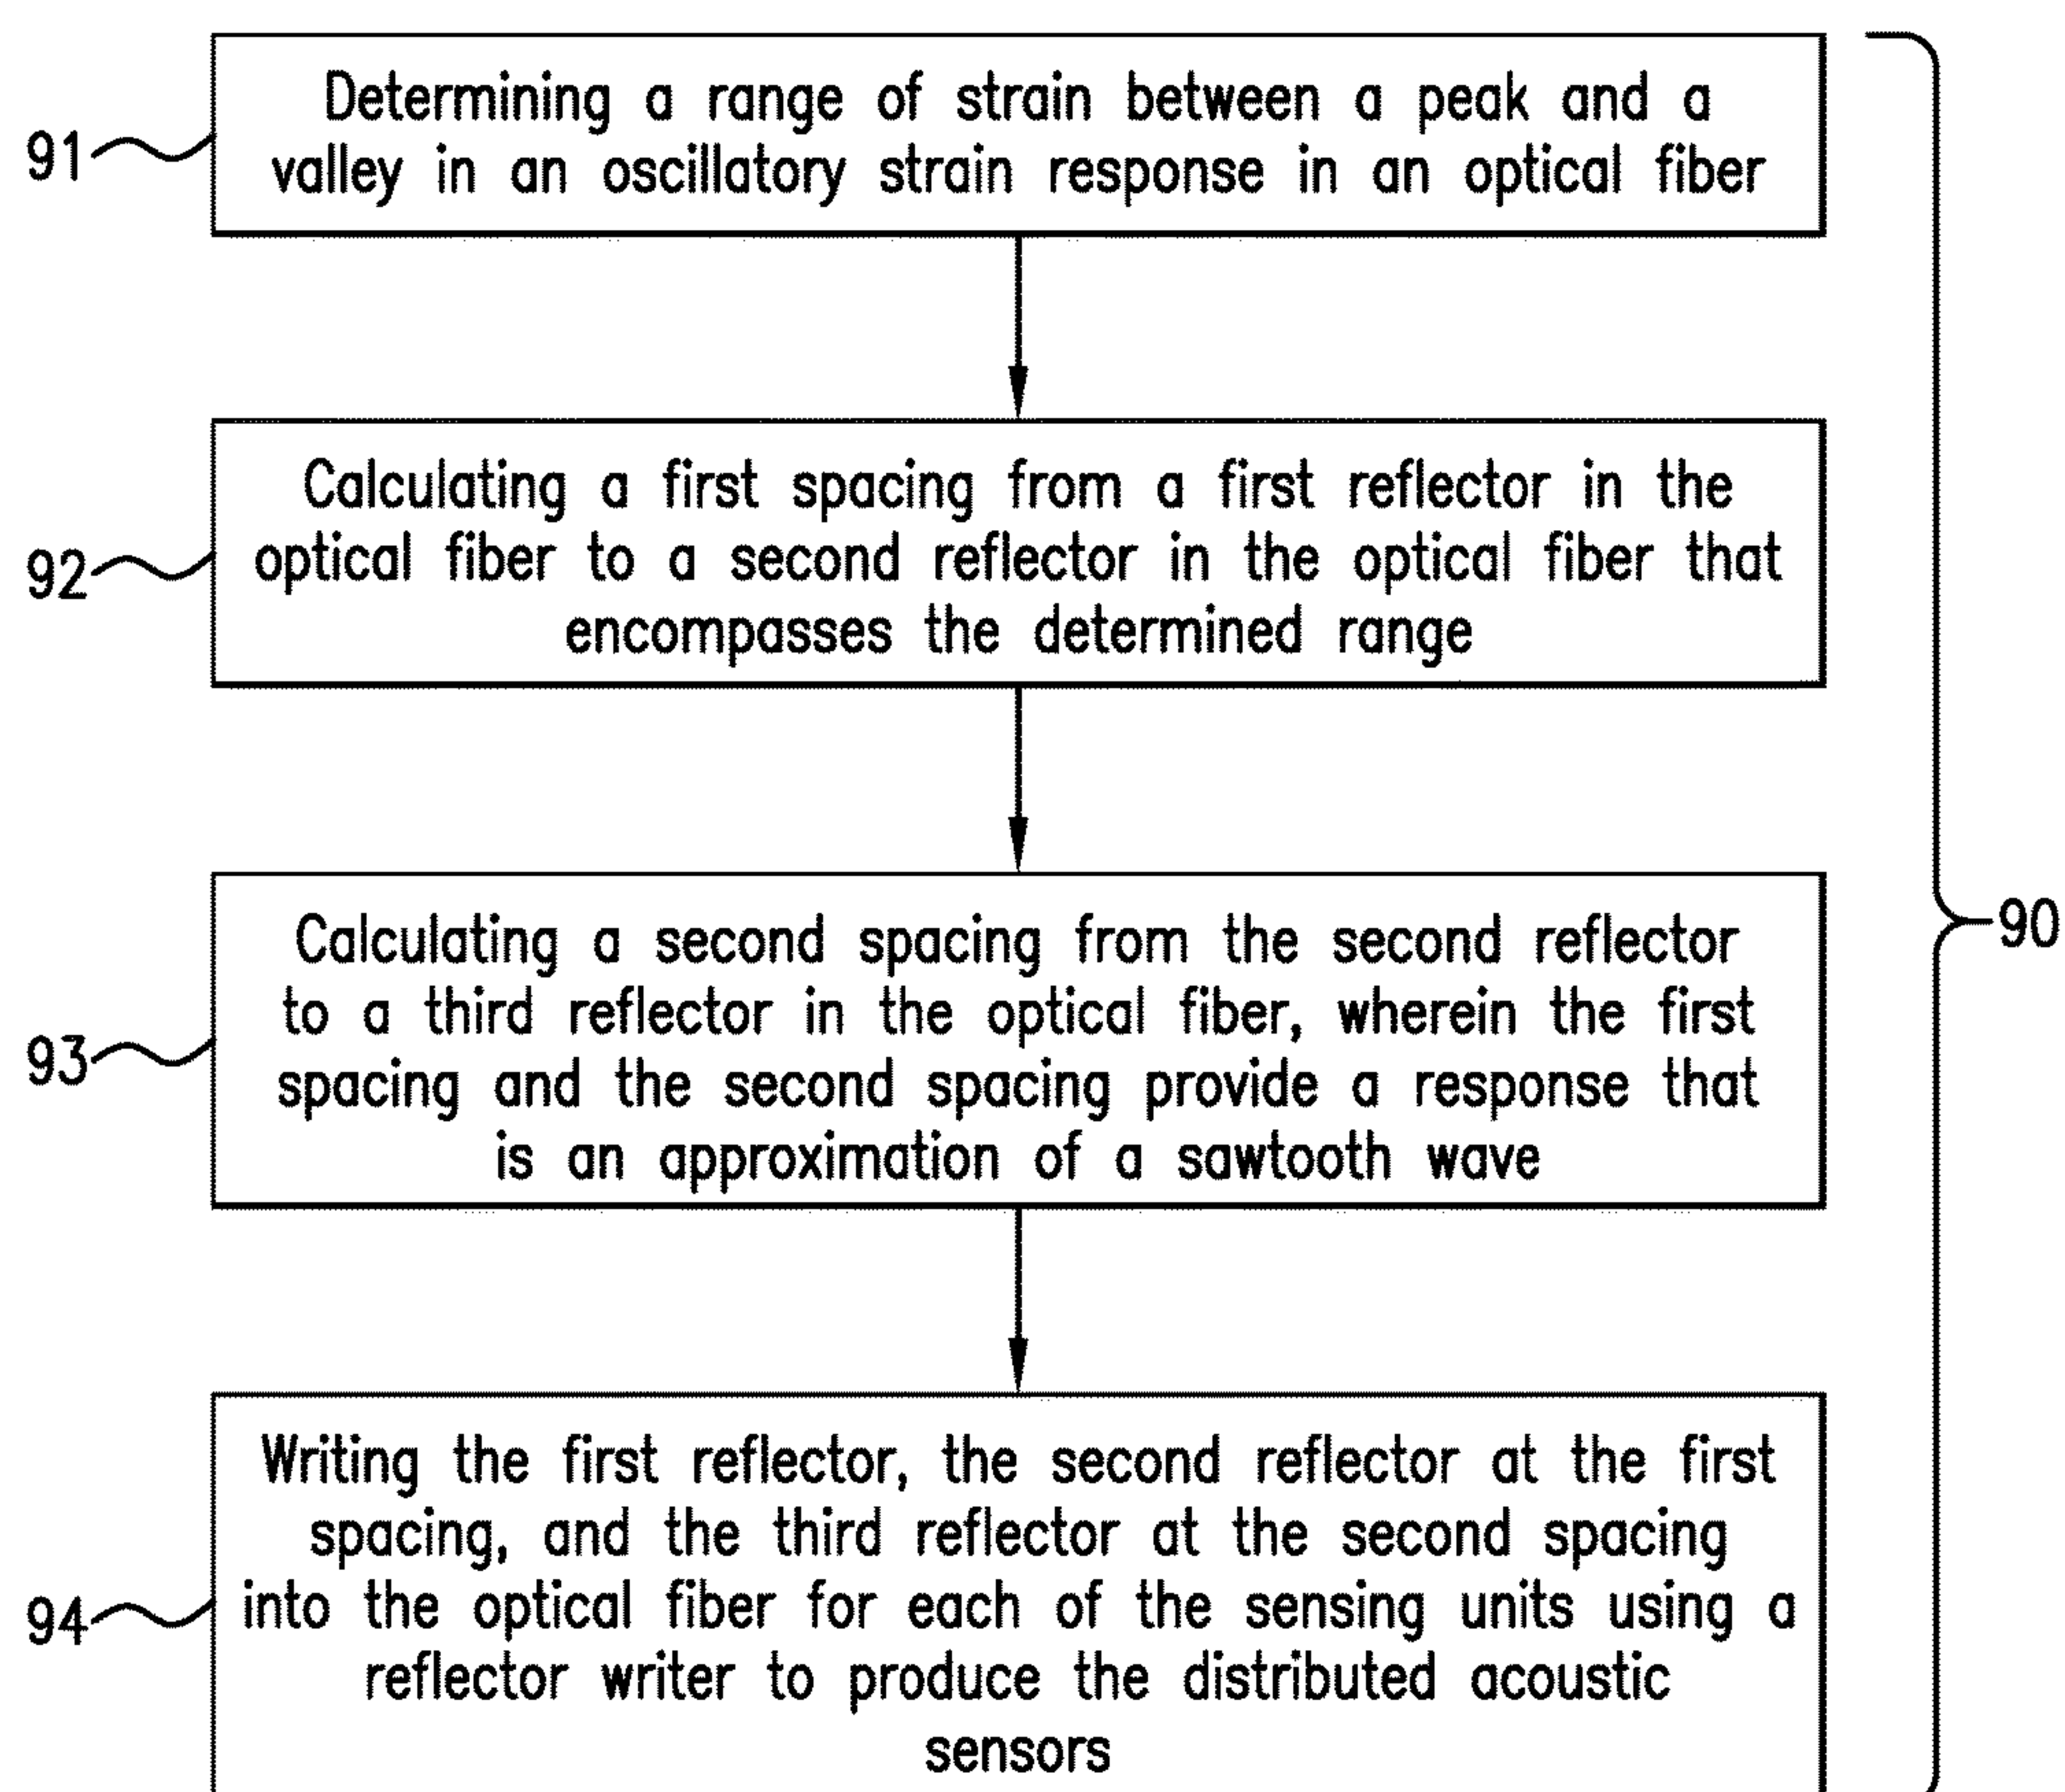 Determining a range of strain between a peak and a
valley in an oscillatory strain response in an optical fiber
91
Calculating a first spacing from a first reflector in the
optical fiber to a second reflector in the optical fiber that
encompasses the determined range
92
Calculating a second spacing from the second reflector
to a third reflector in the optical fiber, wherein the first
spacing and the second spacing provide a response that
is an approximation of a sawtooth wave
93
90
Writing the first reflector, the second reflector at the first
spacing, and the third reflector at the second spacing
into the optical fiber for each of the sensing units using a
reflector writer to produce the distributed acoustic
sensors
94